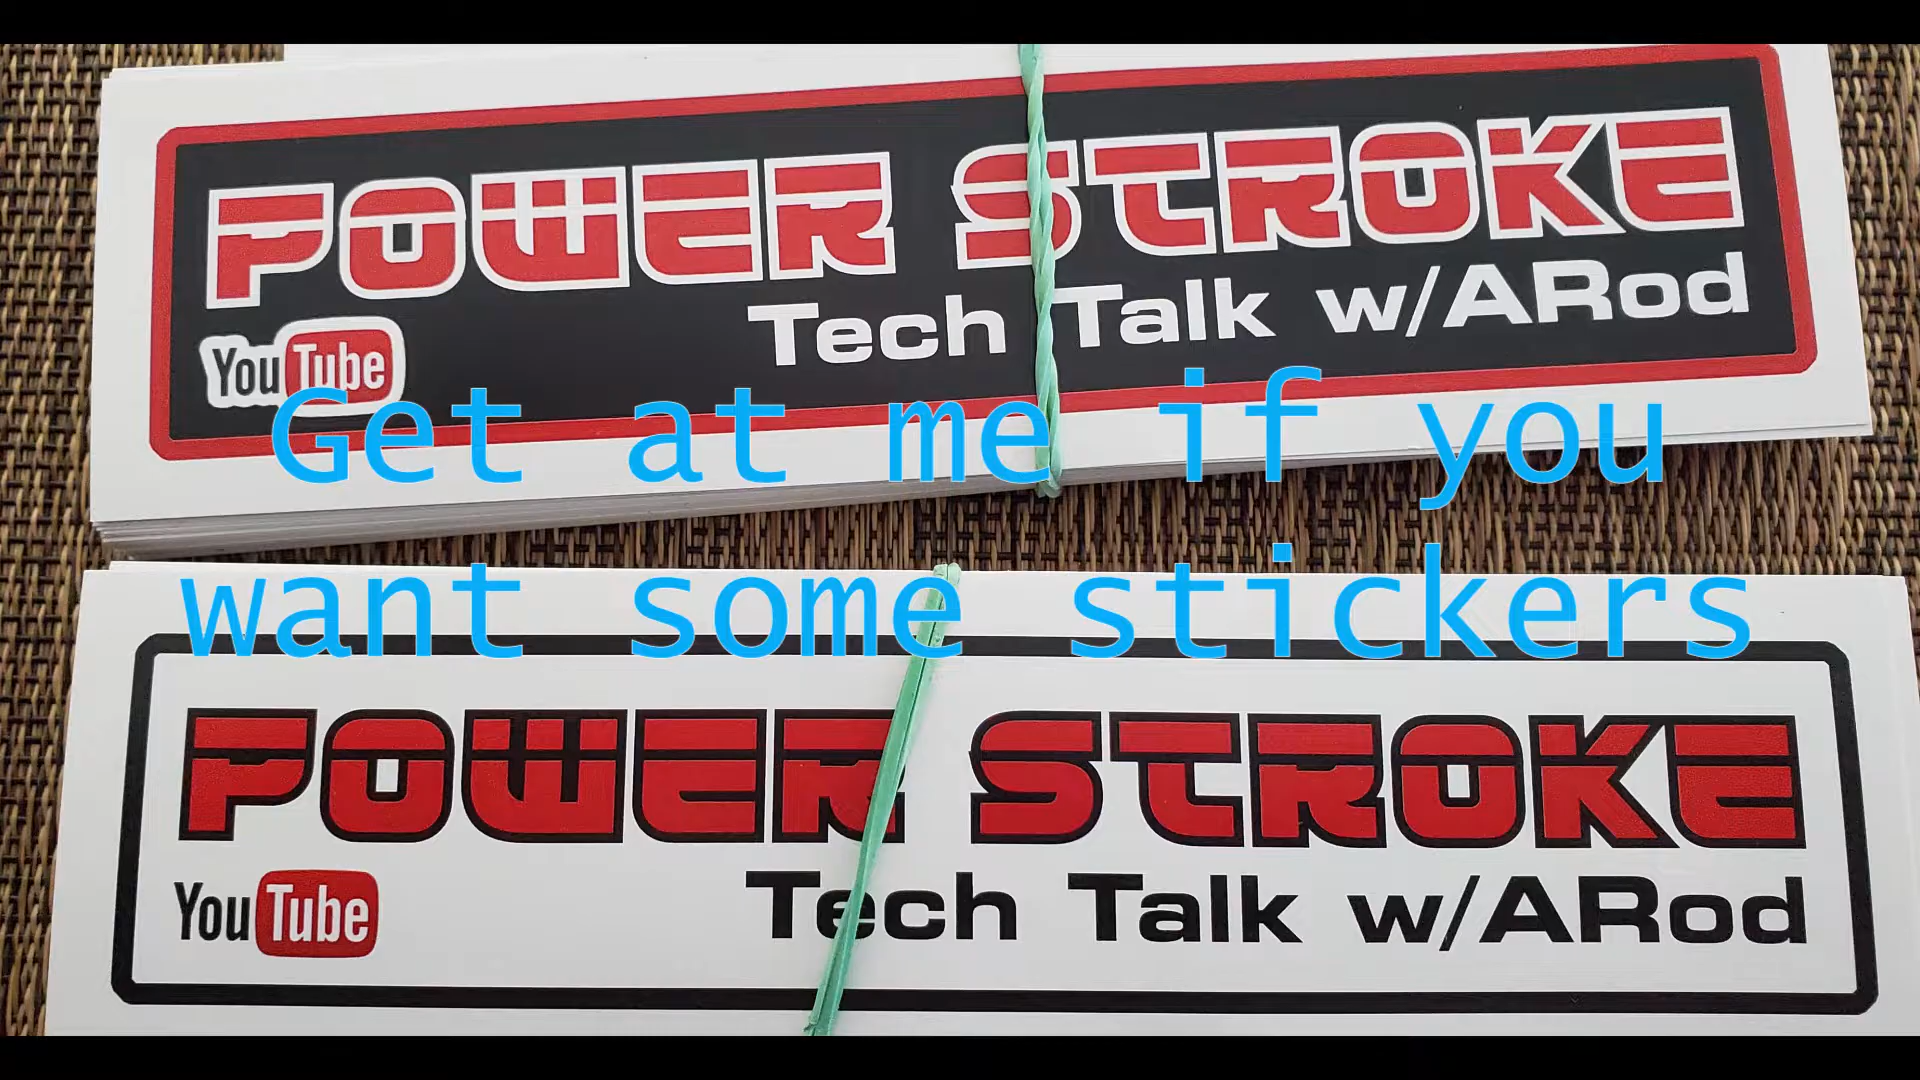 POWER STROKE
Tech Talk w/ARod
YouTube
Get at me if you
want some stickers
POWER STROKE
YouTube
Tech Talk w/ARod